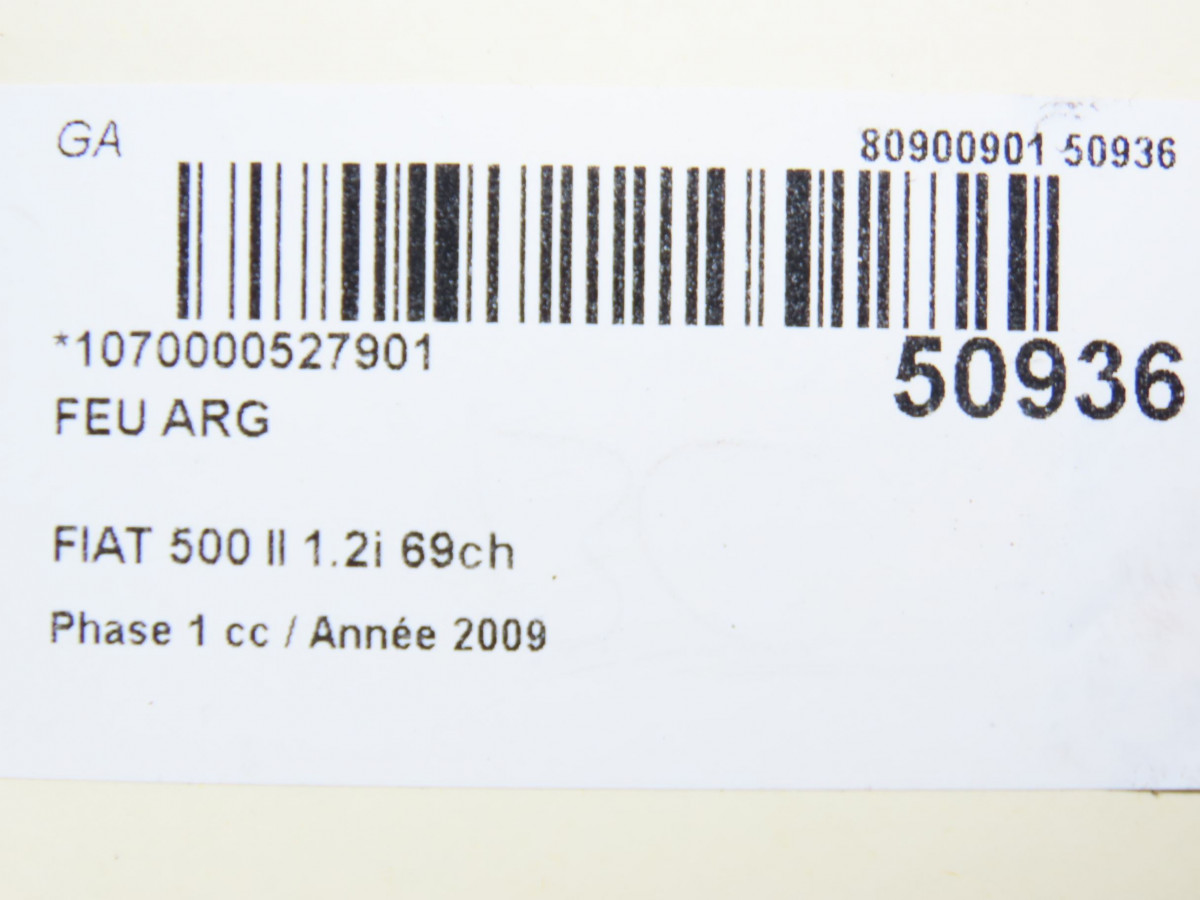 GA
80900901 50936
*1070000527901
50936
FEU ARG
FIAT 500 II 1.2i 69ch
Phase 1 cc / Année 2009